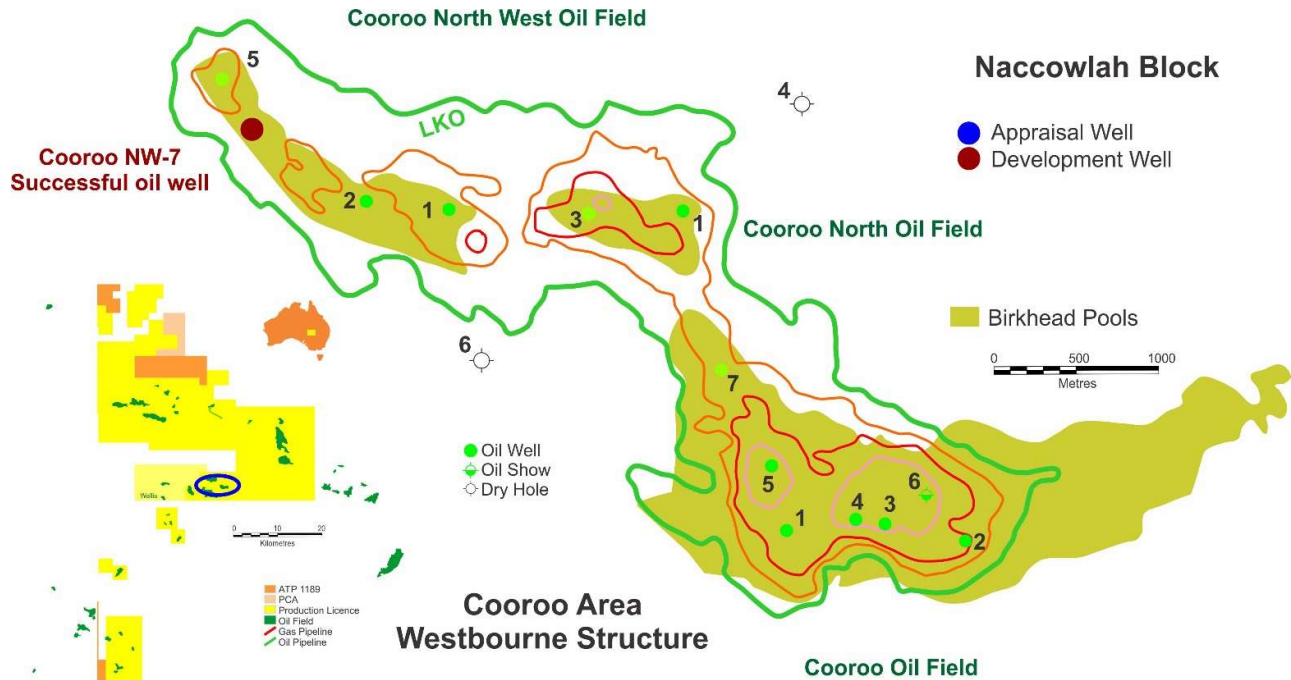 Cooroo North West Oil Field
5
4
Naccowlah Block
Appraisal Well
Development Well
LKO
Cooroo NW-7
Successful oil well
2
1
3
1
Cooroo North Oil Field
Birkhead Pools
0 500 1000
Metres
6
7
Oil Well
Oil Show
Dry Hole
5
6
4
3
1
2
Wallis
0 10 20
Kilometres
ATP 1189
PCA
Production Licence
Oil Field
Gas Pipeline
Oil Pipeline
Cooroo Area
Westbourne Structure
Cooroo Oil Field